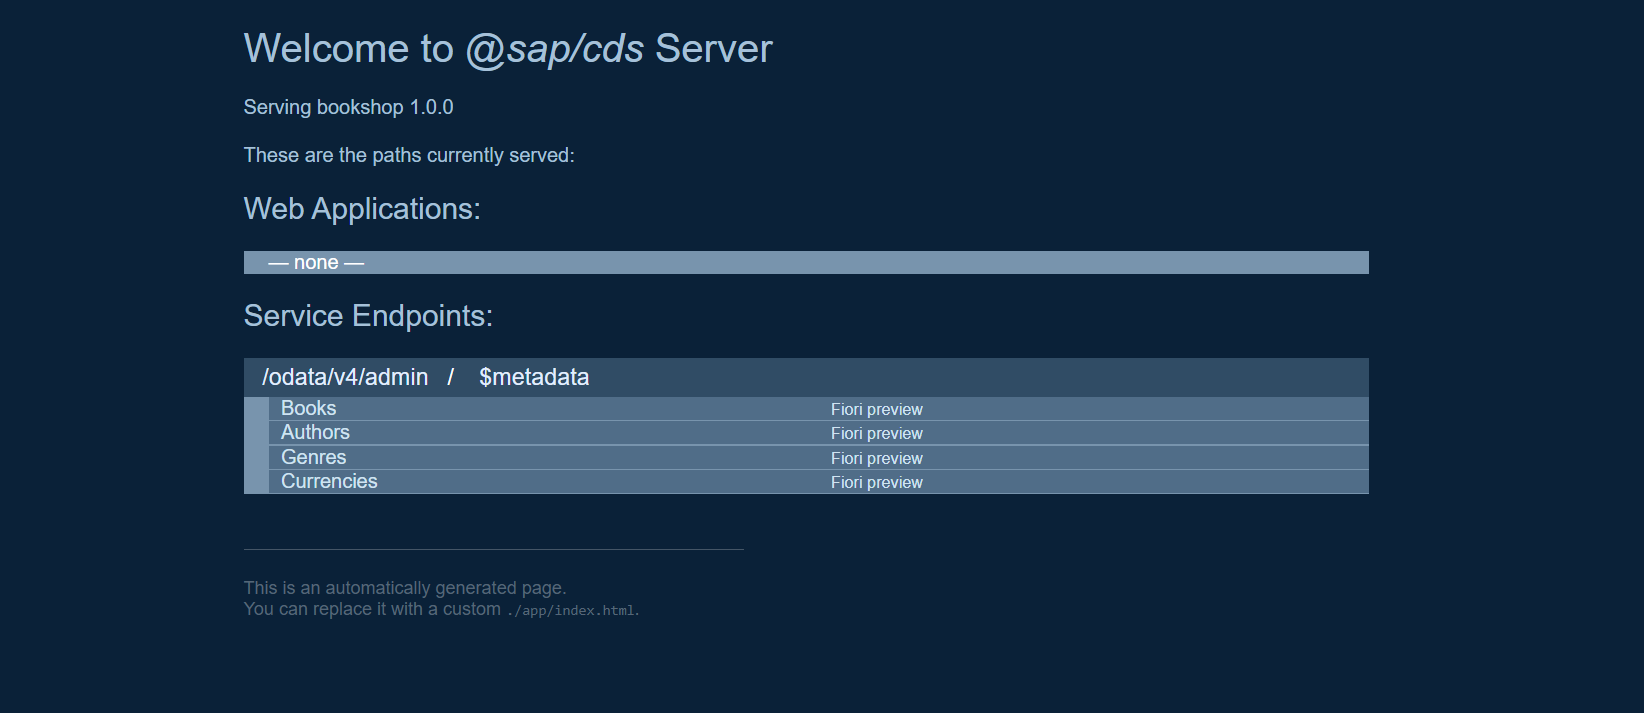 Welcome to @sap/cds Server
Serving bookshop 1.0.0
These are the paths currently served:
Web Applications:
— none —
Service Endpoints:
/odata/v4/admin / $metadata
Books Fiori preview
Authors Fiori preview
Genres Fiori preview
Currencies Fiori preview
This is an automatically generated page.
You can replace it with a custom ./app/index.html.